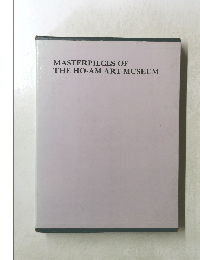 MASTERPIECES OF
THE HO-AM ART MUSEUM